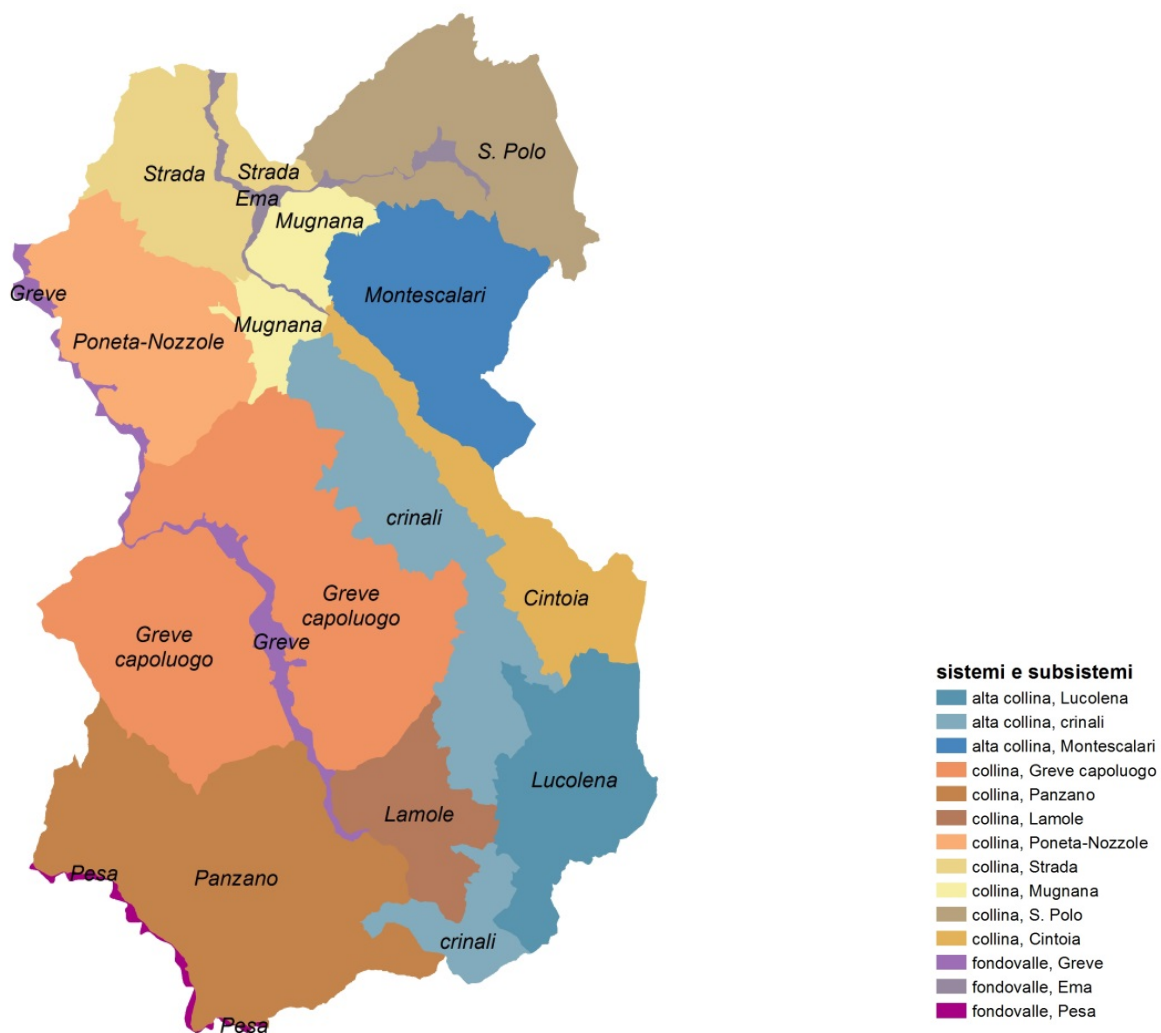 S. Polo
Strada
Strada
Ema
Mugnana
Greve
Montescalari
Mugnana
Poneta-Nozzole
crinali
Greve
capoluogo
Cintoia
Greve
capoluogo
Greve
Lucolena
Lamole
Pesa
Panzano
crinali
Pesa
sistemi e subsistemi
alta collina, Lucolena
alta collina, crinali
alta collina, Montescalari
collina, Greve capoluogo
collina, Panzano
collina, Lamole
collina, Poneta-Nozzole
collina, Strada
collina, Mugnana
collina, S. Polo
collina, Cintoia
fondovalle, Greve
fondovalle, Ema
fondovalle, Pesa